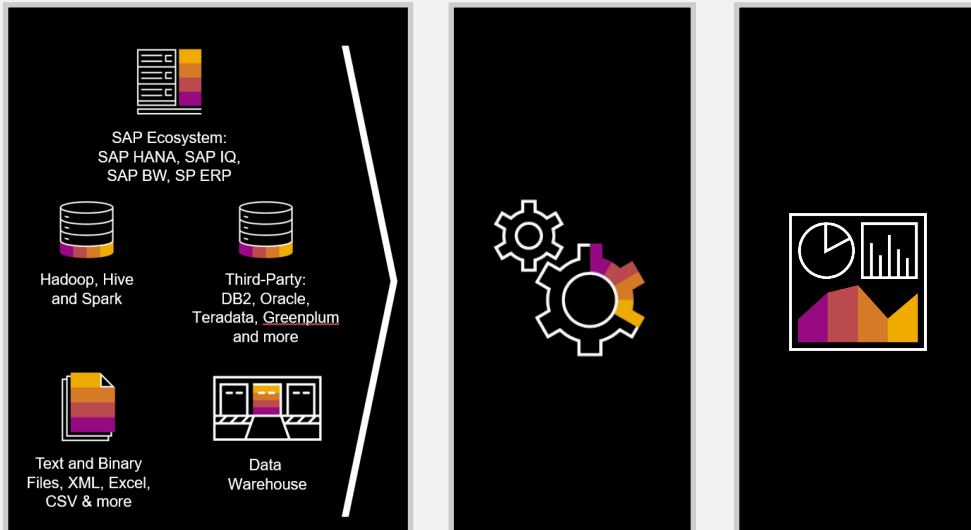 SAP Ecosystem:
SAP HANA, SAP IQ,
SAP BW, SP ERP
Hadoop, Hive
and Spark
Third-Party:
DB2, Oracle,
Teradata, Greenplum
and more
Text and Binary
Files, XML, Excel,
CSV & more
Data
Warehouse